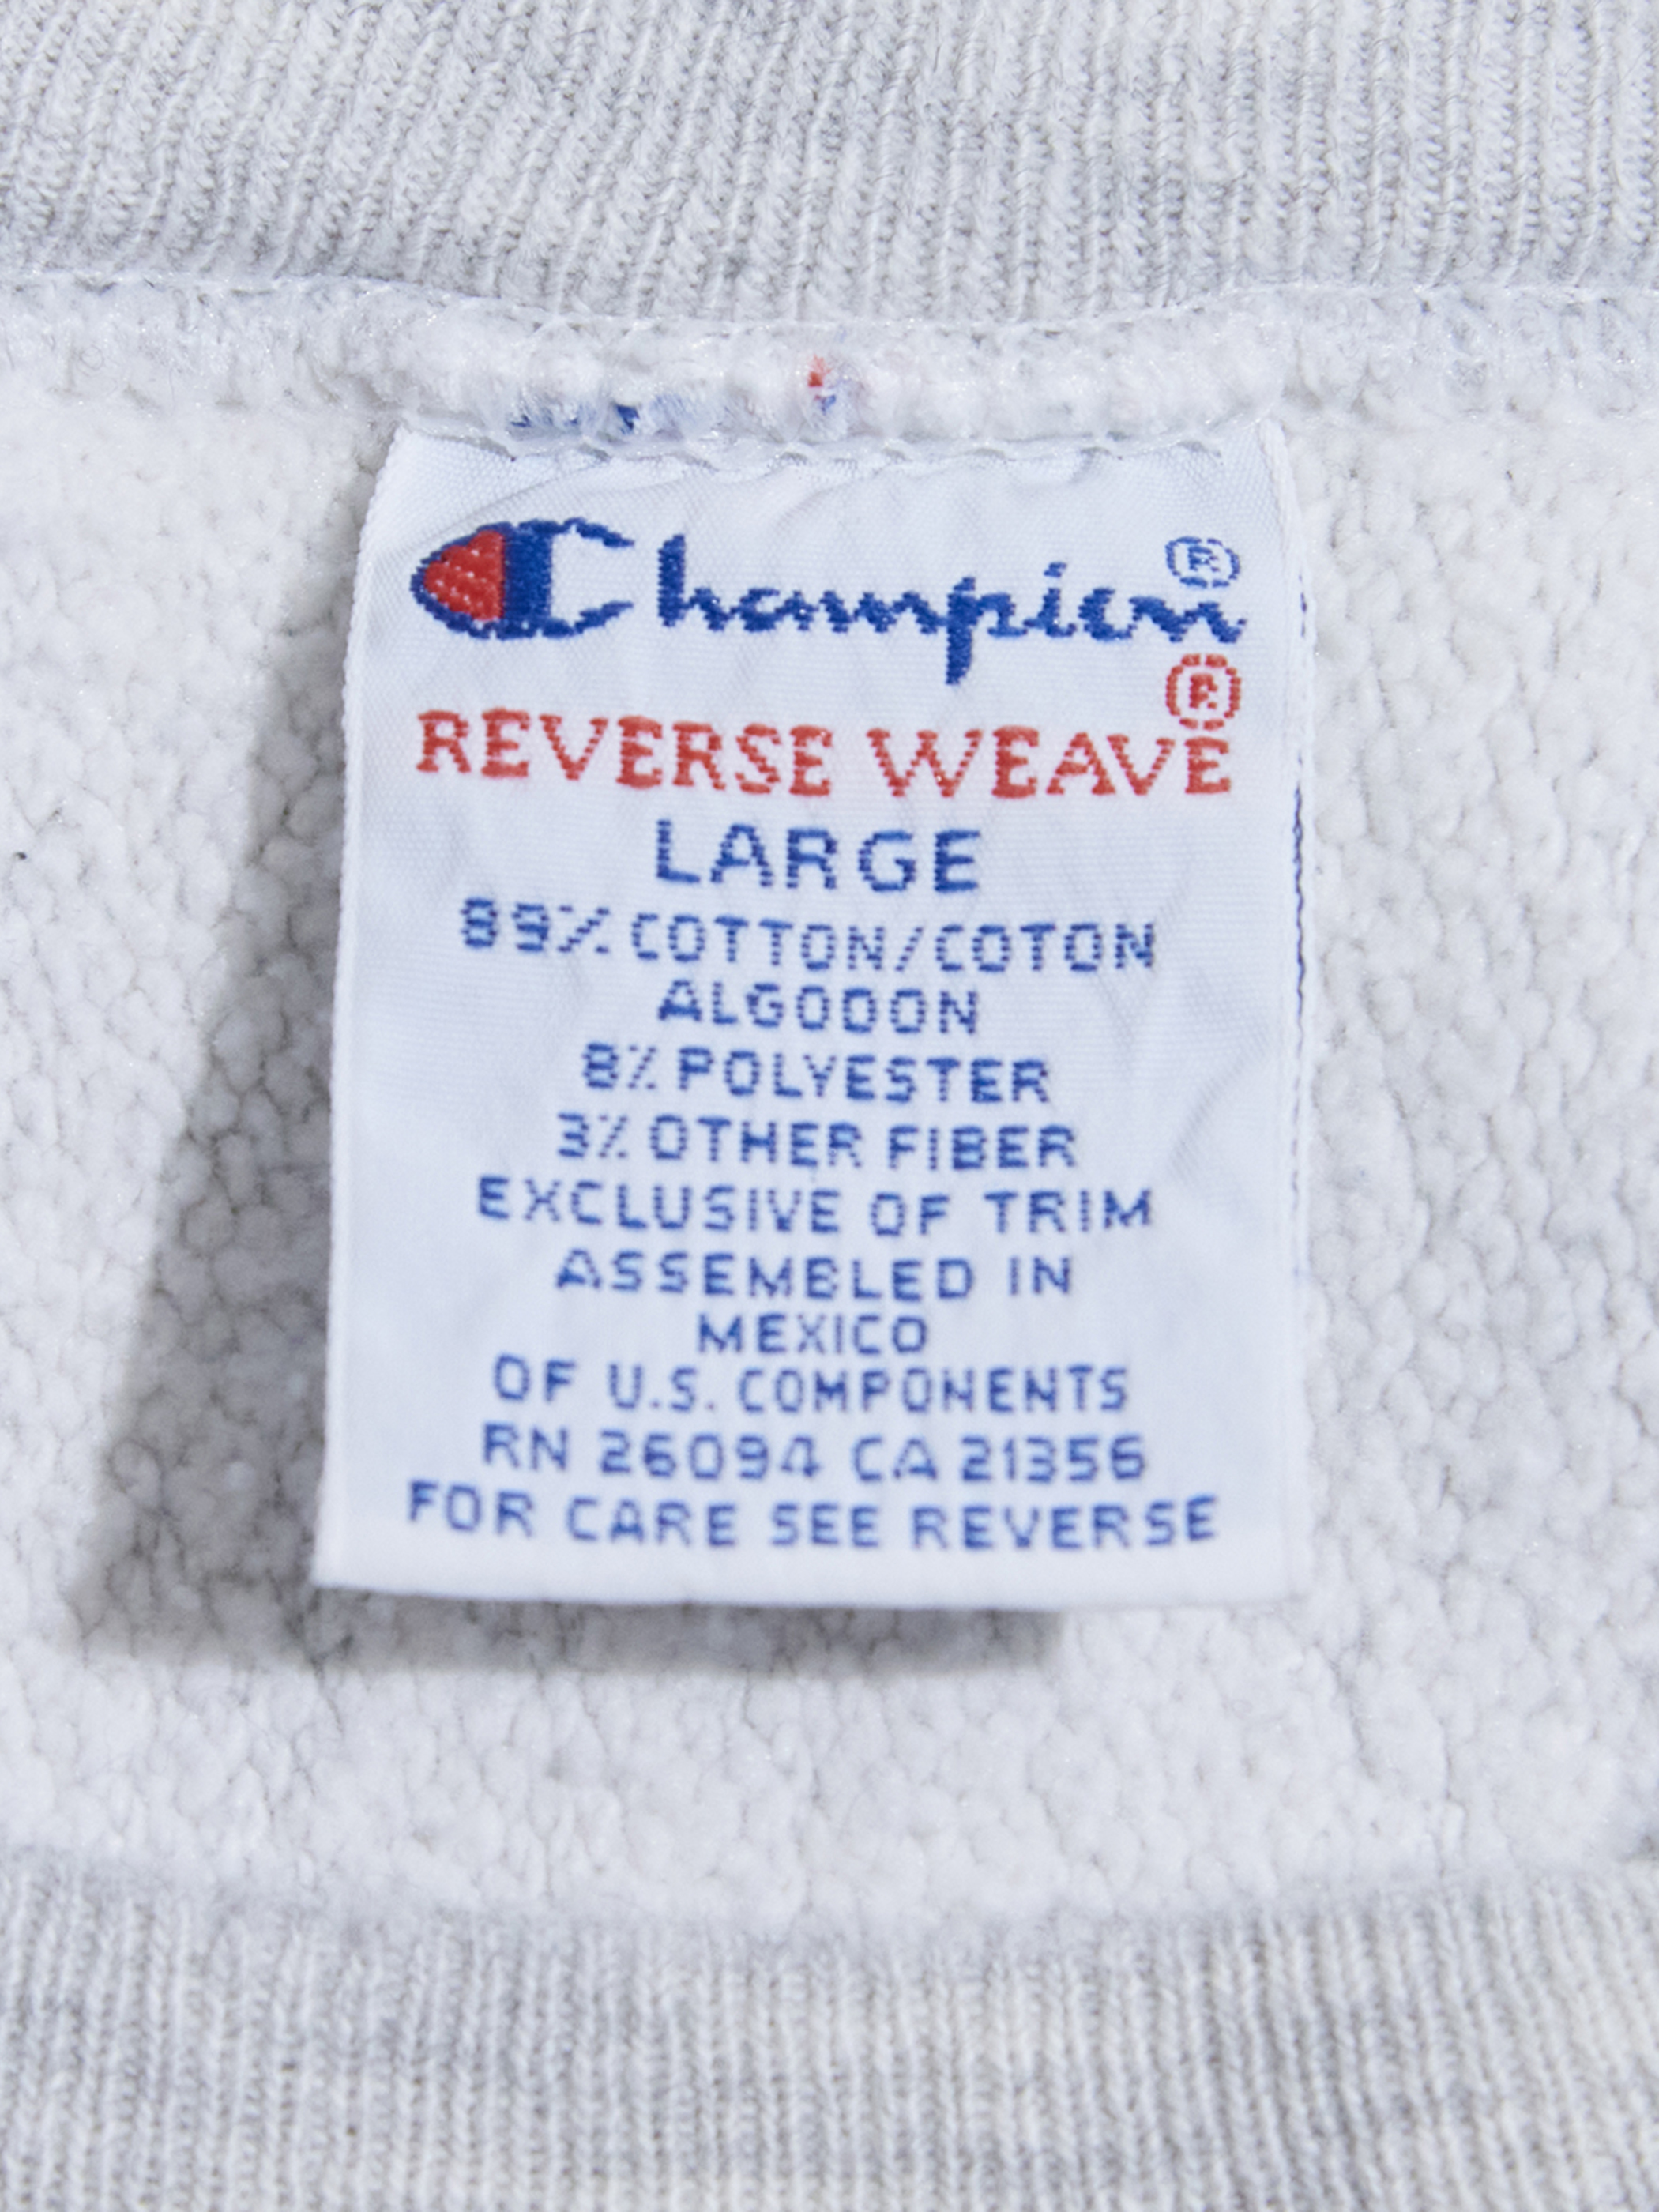 Champion®
REVERSE WEAVE®
LARGE
89% COTTON/COTON
ALGODON
8% POLYESTER
3% OTHER FIBER
EXCLUSIVE OF TRIM
ASSEMBLED IN
MEXICO
OF U.S. COMPONENTS
RN 26094 CA 21356
FOR CARE SEE REVERSE